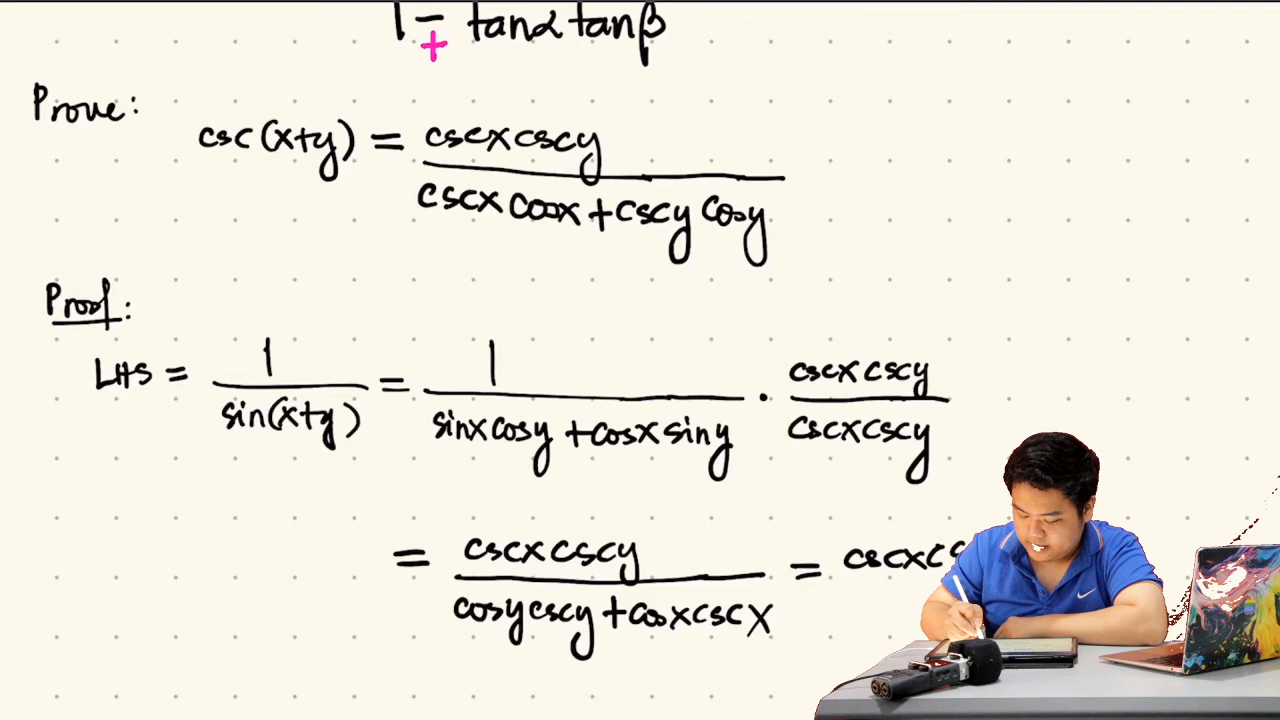 1 - tanα tanβ
+
Prove:
csc(x+y) = cscx cscy
cscx cosx + cscy cosy
Proof:
LHS = 1 = 1 . cscx cscy
sin(x+y) sinx cosy + cosx siny cscx cscy
= cscx cscy = cscx cs
cosy cscy + cosx cscx